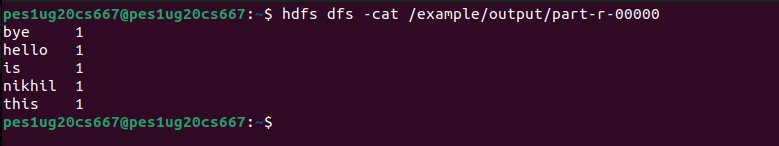 pes1ug20cs667@pes1ug20cs667:~$ hdfs dfs -cat /example/output/part-r-00000
bye     1
hello   1
is      1
nikhil  1
this    1
pes1ug20cs667@pes1ug20cs667:~$